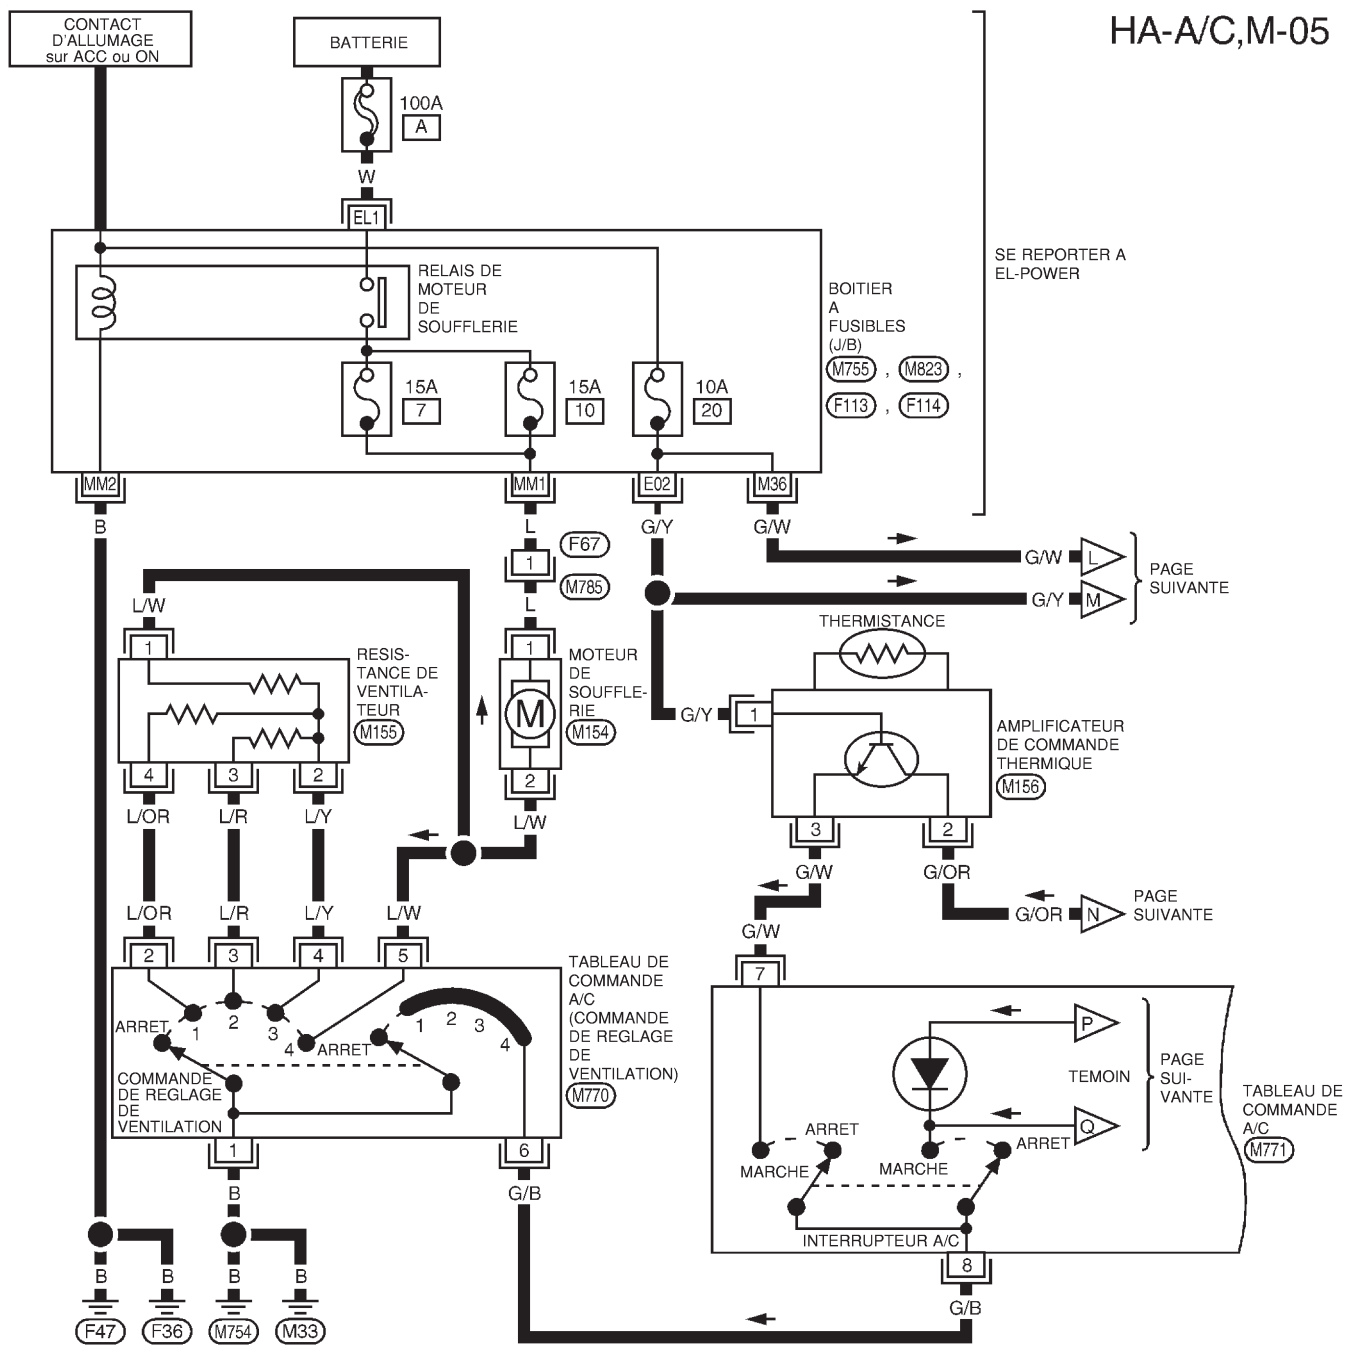 HA-A/C,M-05
CONTACT
D'ALLUMAGE
sur ACC ou ON
BATTERIE
100A
A
W
EL1
SE REPORTER A
EL-POWER
RELAIS DE
MOTEUR
DE
SOUFFLERIE
BOITIER
A
FUSIBLES
(J/B)
M755 , M823 ,
F113 , F114
15A
7
15A
10
10A
20
MM2
MM1
E02
M36
B
L
G/Y
G/W
F67
1
M785
L
G/W
L
G/Y
M
PAGE
SUIVANTE
L/W
1
RESIS-
TANCE DE
VENTILA-
TEUR
M155
1
M
2
MOTEUR
DE
SOUFFLE-
RIE
M154
THERMISTANCE
G/Y
1
AMPLIFICATEUR
DE COMMANDE
THERMIQUE
M156
4
3
2
L/OR
L/R
L/Y
L/W
3
2
G/W
G/OR
G/OR
N
PAGE
SUIVANTE
L/OR
L/R
L/Y
L/W
G/W
2
3
4
5
7
TABLEAU DE
COMMANDE
A/C
(COMMANDE
DE REGLAGE
DE
VENTILATION)
M770
ARRET
1
2
3
4
ARRET
1
2
3
4
COMMANDE
DE REGLAGE
DE
VENTILATION
1
6
P
TEMOIN
Q
PAGE
SUI-
VANTE
TABLEAU DE
COMMANDE
A/C
M771
ARRET
MARCHE
ARRET
MARCHE
INTERRUPTEUR A/C
8
B
G/B
G/B
B
B
B
B
F47
F36
M754
M33